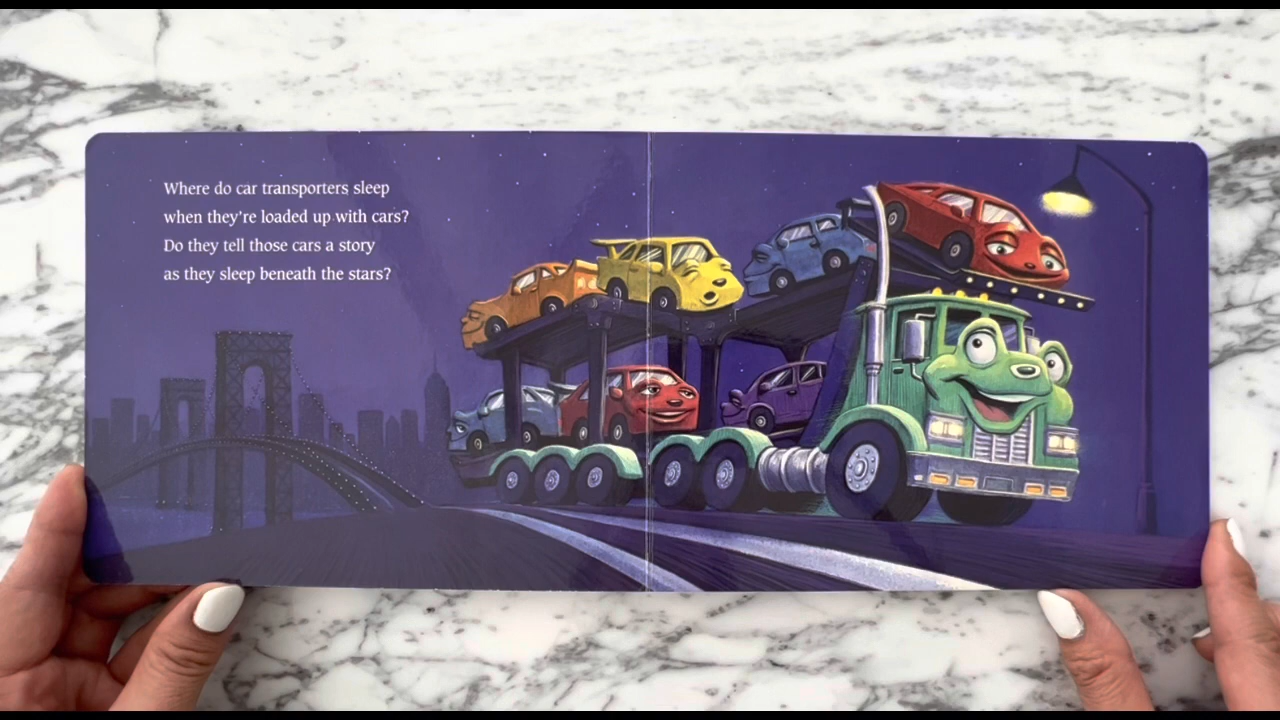 Where do car transporters sleep
when they're loaded up with cars?
Do they tell those cars a story
as they sleep beneath the stars?